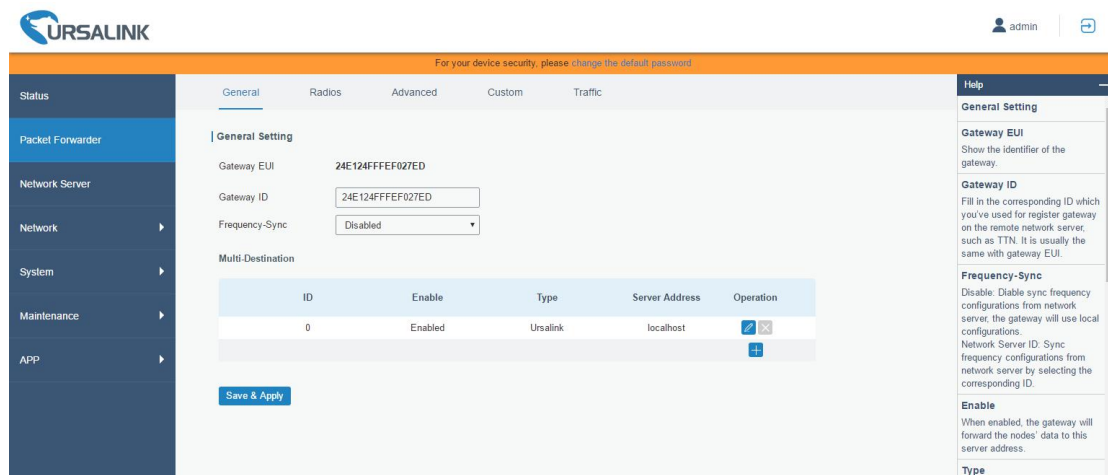 URSALINK
admin
For your device security, please change the default password
Status
Packet Forwarder
Network Server
Network
System
Maintenance
APP
General Radios Advanced Custom Traffic
General Setting
Gateway EUI 24E124FFFEF027ED
Gateway ID 24E124FFFEF027ED
Frequency-Sync Disabled
Multi-Destination
ID Enable Type Server Address Operation
0 Enabled Ursalink localhost
Save & Apply
Help
General Setting
Gateway EUI
Show the identifier of the
gateway.
Gateway ID
Fill in the corresponding ID which
you've used for register gateway
on the remote network server,
such as TTN. It is usually the
same with gateway EUI.
Frequency-Sync
Disable: Diable sync frequency
configurations from network
server, the gateway will use local
configurations.
Network Server ID: Sync
frequency configurations from
network server by selecting the
corresponding ID.
Enable
When enabled, the gateway will
forward the nodes' data to this
server address.
Type